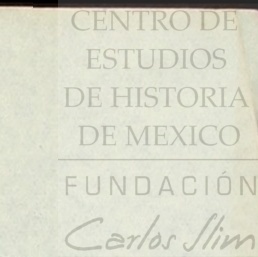 CENTRO DE
ESTUDIOS
DE HISTORIA
DE MEXICO
FUNDACIÓN
Carlos Slim